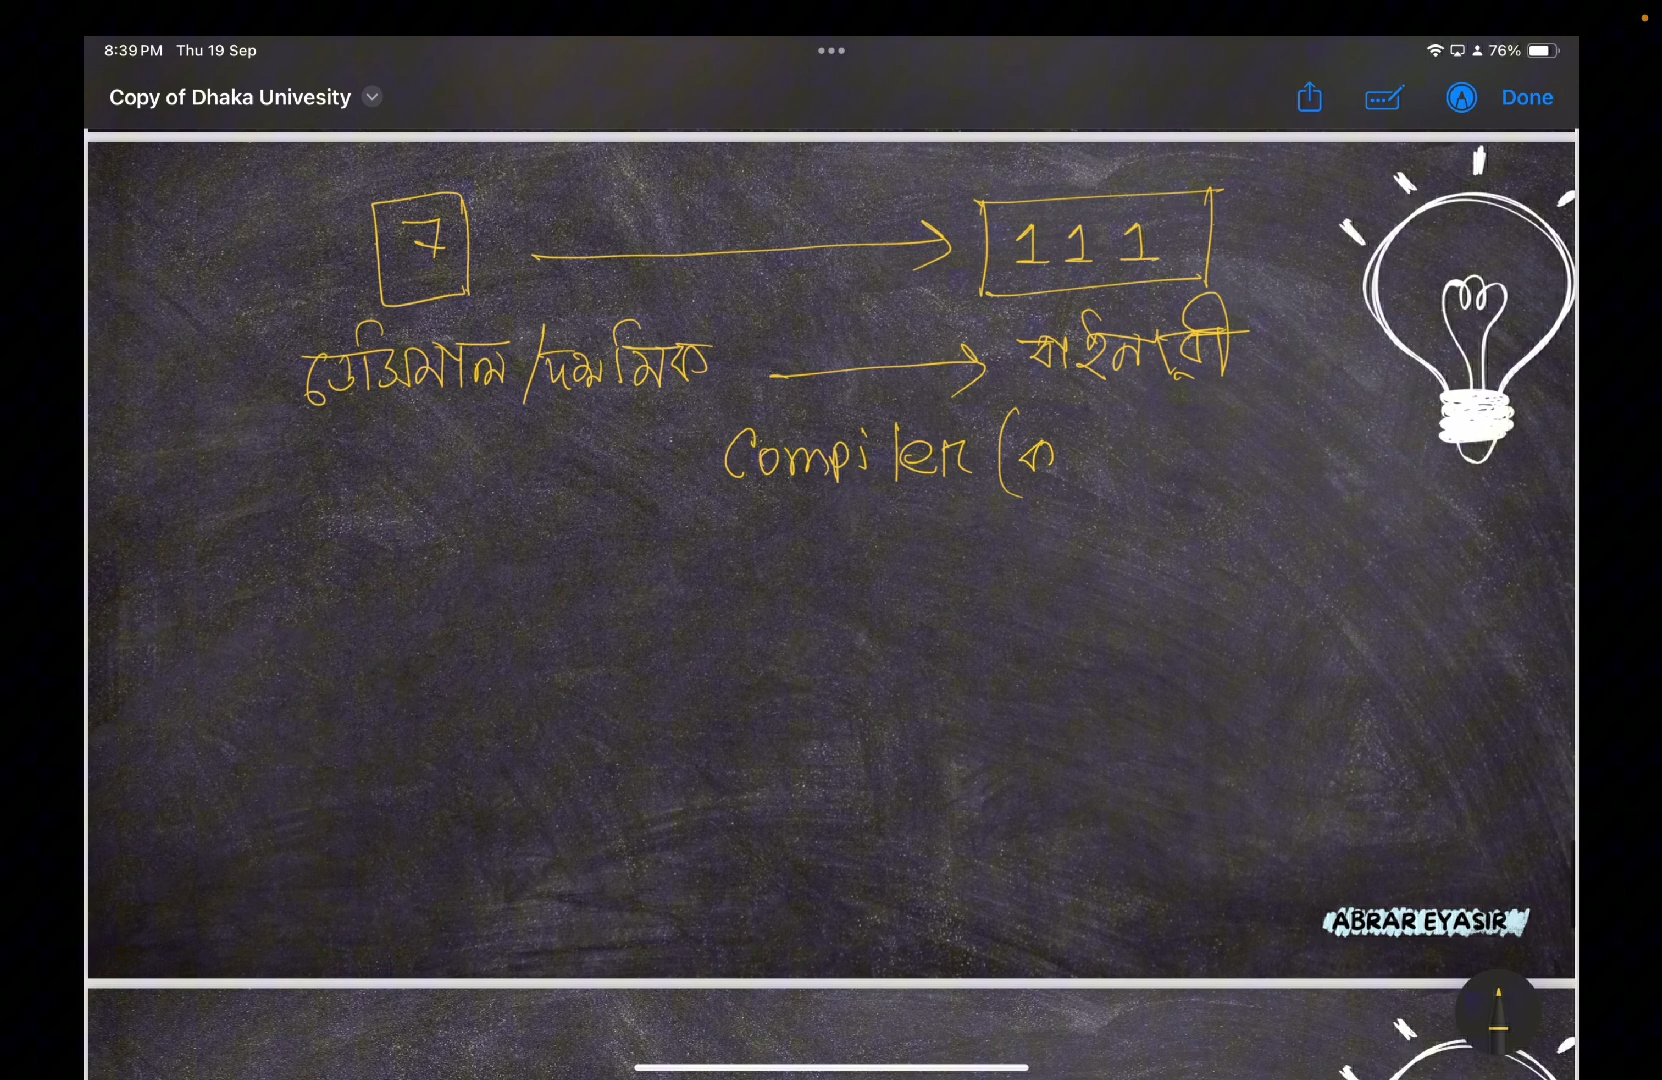 8:39 PM Thu 19 Sep
76%
Copy of Dhaka Univesity
Done
7 → 111
ডেসিমাল / দশমিক → বাইনারী
Compiler (ক
ABRAR EYASIR